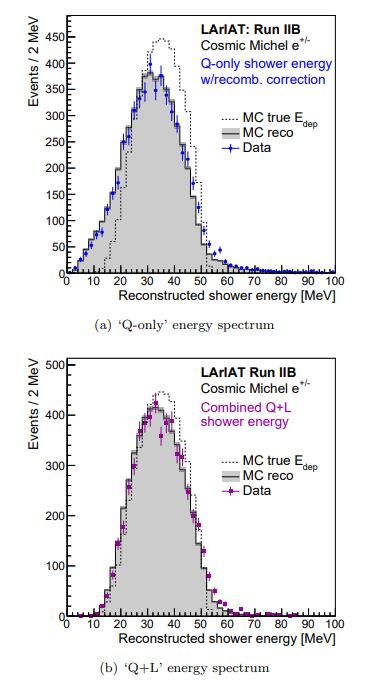 Events / 2 MeV
450
400
350
300
250
200
150
100
50
0
LArIAT: Run IIB
Cosmic Michel e+/-
Q-only shower energy
w/recomb. correction
MC true Edep
MC reco
Data
0 10 20 30 40 50 60 70 80 90 100
Reconstructed shower energy [MeV]
(a) ‘Q-only’ energy spectrum
Events / 2 MeV
500
400
300
200
100
0
LArIAT Run IIB
Cosmic Michel e+/-
Combined Q+L
shower energy
MC true Edep
MC reco
Data
0 10 20 30 40 50 60 70 80 90 100
Reconstructed shower energy [MeV]
(b) ‘Q+L’ energy spectrum